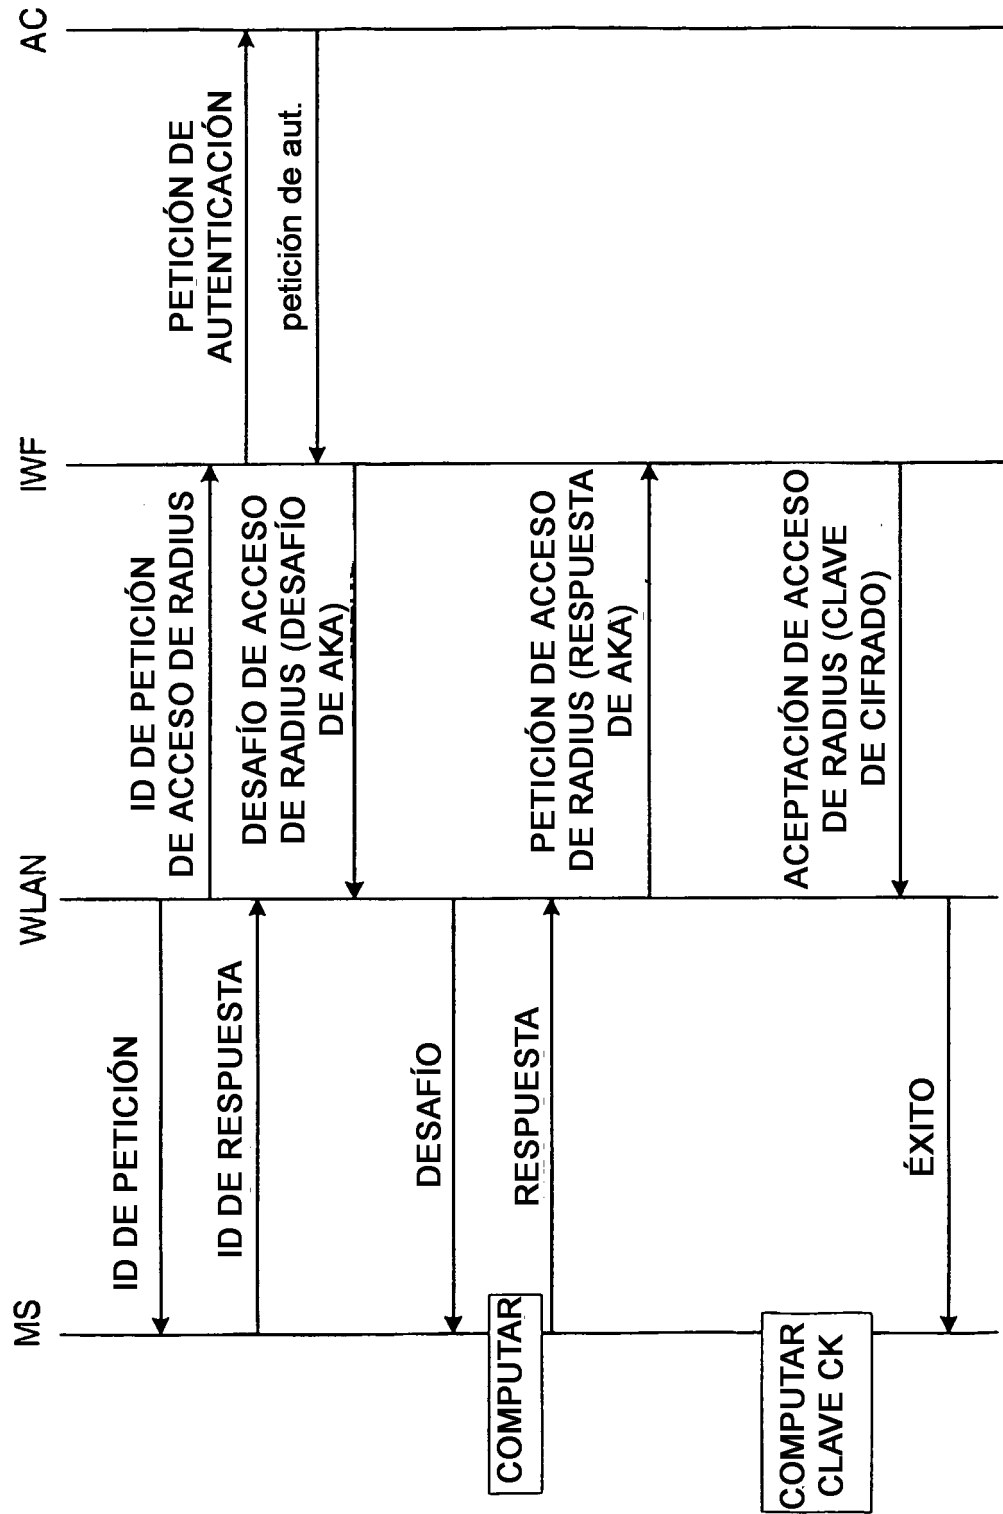 MS
WLAN
IWF
AC
ID DE PETICIÓN
ID DE PETICIÓN
DE ACCESO DE RADIUS
PETICIÓN DE
AUTENTICACIÓN
ID DE RESPUESTA
DESAFÍO DE ACCESO
DE RADIUS (DESAFÍO
DE AKA)
petición de aut.
DESAFÍO
COMPUTAR
RESPUESTA
PETICIÓN DE ACCESO
DE RADIUS (RESPUESTA
DE AKA)
COMPUTAR
CLAVE CK
ACEPTACIÓN DE ACCESO
DE RADIUS (CLAVE
DE CIFRADO)
ÉXITO